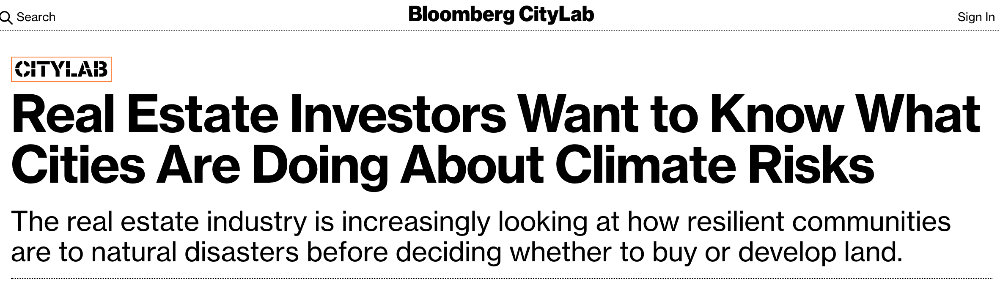 Search
Bloomberg CityLab
Sign In
CITYLAB
Real Estate Investors Want to Know What
Cities Are Doing About Climate Risks
The real estate industry is increasingly looking at how resilient communities
are to natural disasters before deciding whether to buy or develop land.